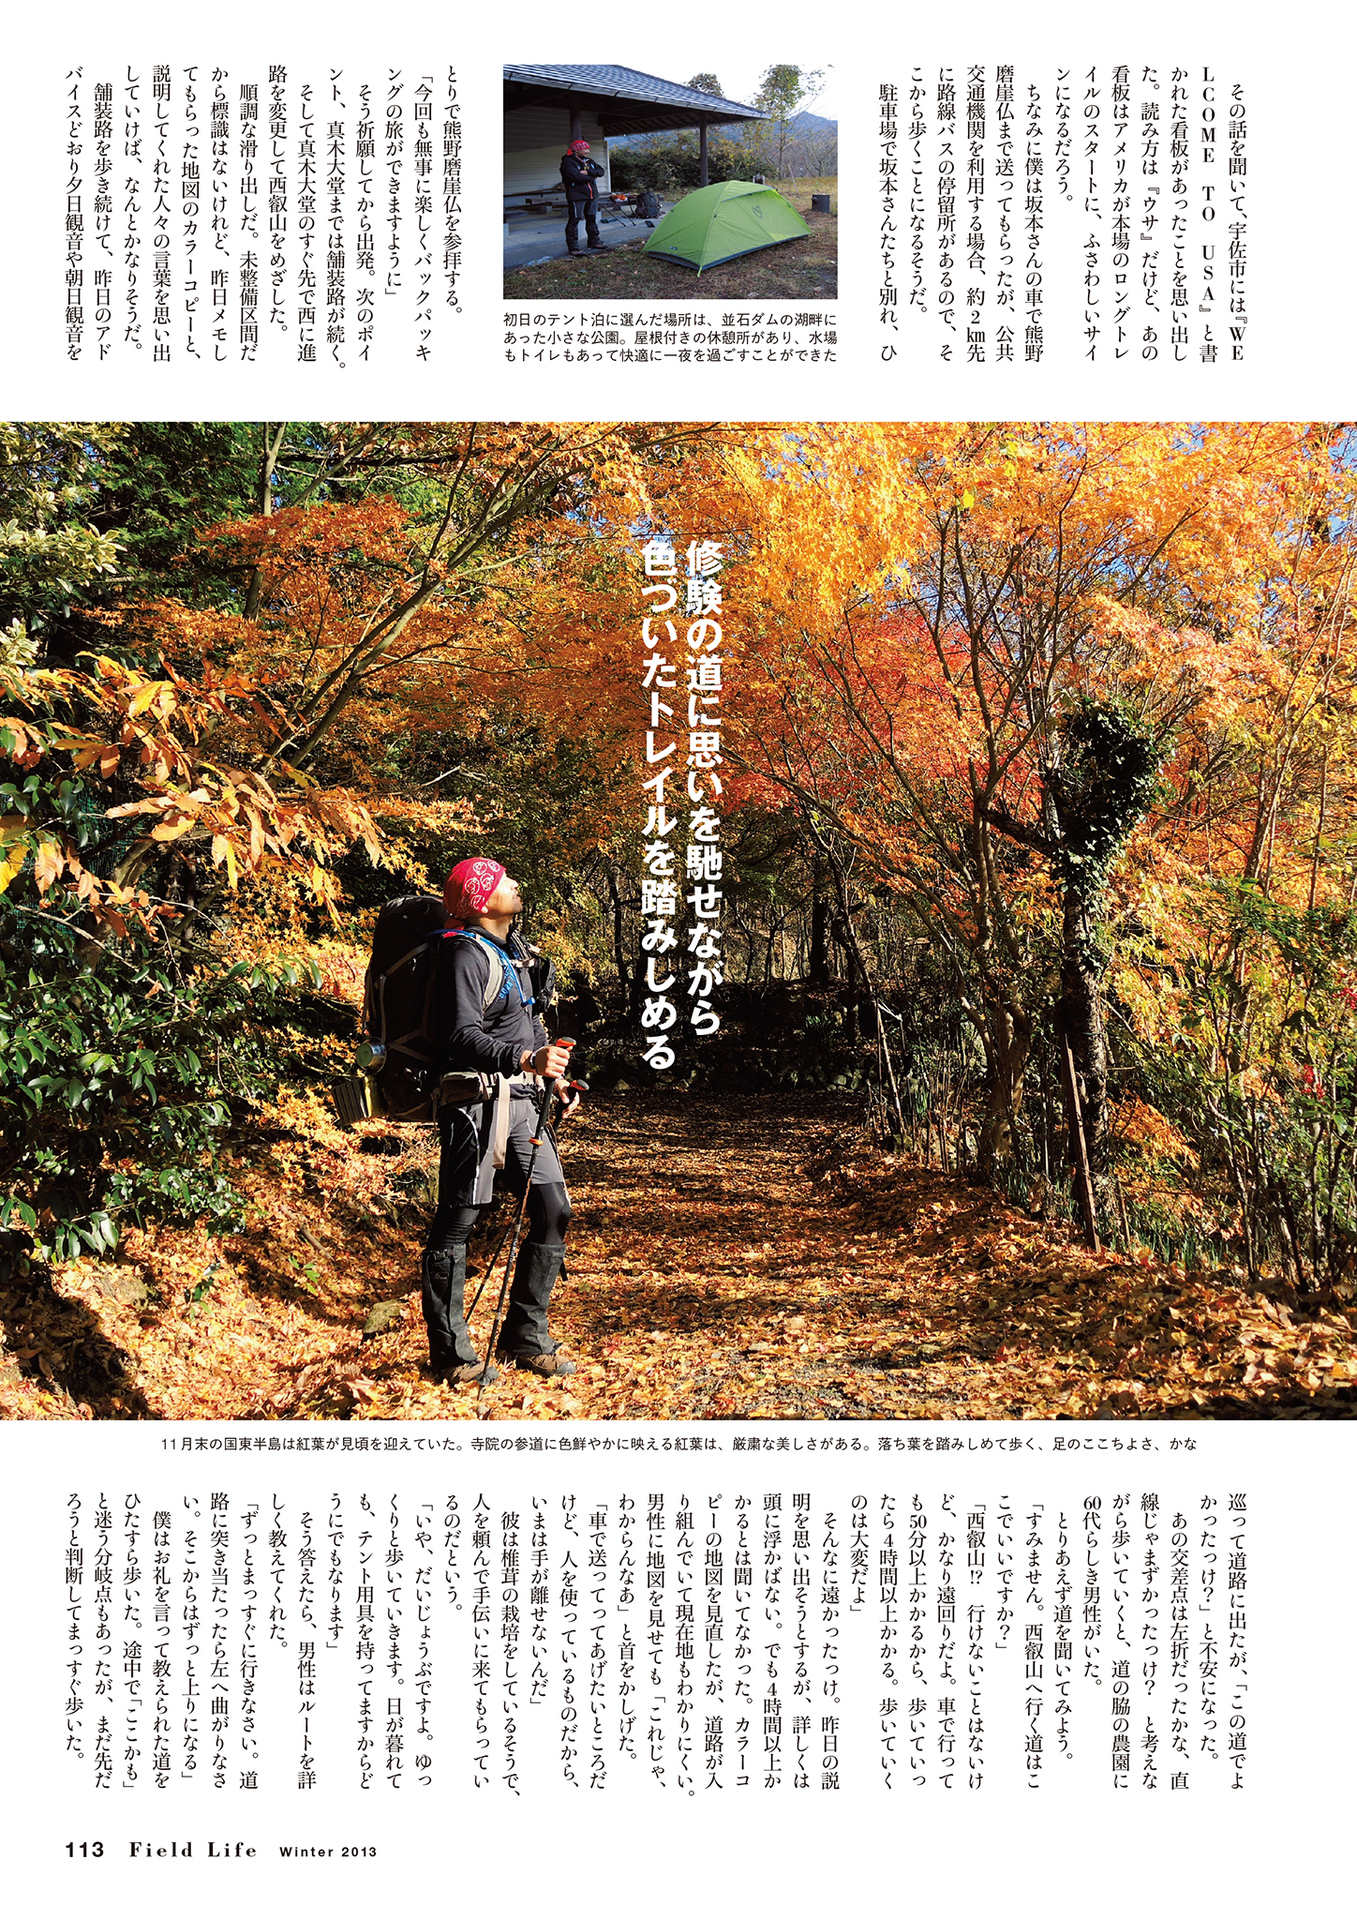 その話を聞いて、宇佐市には『WE
LCOME TO USA』と書
かれた看板があったことを思い出し
た。読み方は『ウサ』だけど、あの
看板はアメリカが本場のロングトレ
イルのスタートに、ふさわしいサイ
ンになるだろう。
ちなみに僕は坂本さんの車で熊野
磨崖仏まで送ってもらったが、公共
交通機関を利用する場合、約2㎞先
に路線バスの停留所があるので、そ
こから歩くことになるそうだ。
駐車場で坂本さんたちと別れ、ひ
初日のテント泊に選んだ場所は、並石ダムの湖畔に
あった小さな公園。屋根付きの休憩所があり、水場
もトイレもあって快適に一夜を過ごすことができた
とりで熊野磨崖仏を参拝する。
「今回も無事に楽しくバックパッキ
ングの旅ができますように」
そう祈願してから出発。次のポイ
ント、真木大堂までは舗装路が続く。
そして真木大堂のすぐ先で西に進
路を変更して西叡山をめざした。
順調な滑り出しだ。未整備区間だ
から標識はないけれど、昨日メモし
てもらった地図のカラーコピーと、
説明してくれた人々の言葉を思い出
していけば、なんとかなりそうだ。
舗装路を歩き続けて、昨日のアド
バイスどおり夕日観音や朝日観音を
修験の道に思いを馳せながら
色づいたトレイルを踏みしめる
11月末の国東半島は紅葉が見頃を迎えていた。寺院の参道に色鮮やかに映える紅葉は、厳粛な美しさがある。落ち葉を踏みしめて歩く、足のここちよさ、かな
巡って道路に出たが、「この道でよ
かったっけ?」と不安になった。
あの交差点は左折だったかな、直
線じゃまずかったっけ? と考えな
がら歩いていくと、道の脇の農園に
60代らしき男性がいた。
とりあえず道を聞いてみよう。
「すみません。西叡山へ行く道はこ
こでいいですか?」
「西叡山!? 行けないことはないけ
ど、かなり遠回りだよ。車で行って
も50分以上かかるから、歩いていっ
たら4時間以上かかる。歩いていく
のは大変だよ」
そんなに遠かったっけ。昨日の説
明を思い出そうとするが、詳しくは
頭に浮かばない。でも4時間以上か
かるとは聞いてなかった。カラーコ
ピーの地図を見直したが、道路が入
り組んでいて現在地もわかりにくい。
男性に地図を見せても「これじゃ、
わからんなあ」と首をかしげた。
「車で送ってってあげたいところだ
けど、人を使っているものだから、
いまは手が離せないんだ」
彼は椎茸の栽培をしているそうで、
人を頼んで手伝いに来てもらってい
るのだという。
「いや、だいじょうぶですよ。ゆっ
くりと歩いていきます。日が暮れて
も、テント用具を持ってますからど
うにでもなります」
そう答えたら、男性はルートを詳
しく教えてくれた。
「ずっとまっすぐに行きなさい。道
路に突き当たったら左へ曲がりなさ
い。そこからはずっと上りになる」
僕はお礼を言って教えられた道を
ひたすら歩いた。途中で「ここかも」
と迷う分岐点もあったが、まだ先だ
ろうと判断してまっすぐ歩いた。
113 Field Life Winter 2013